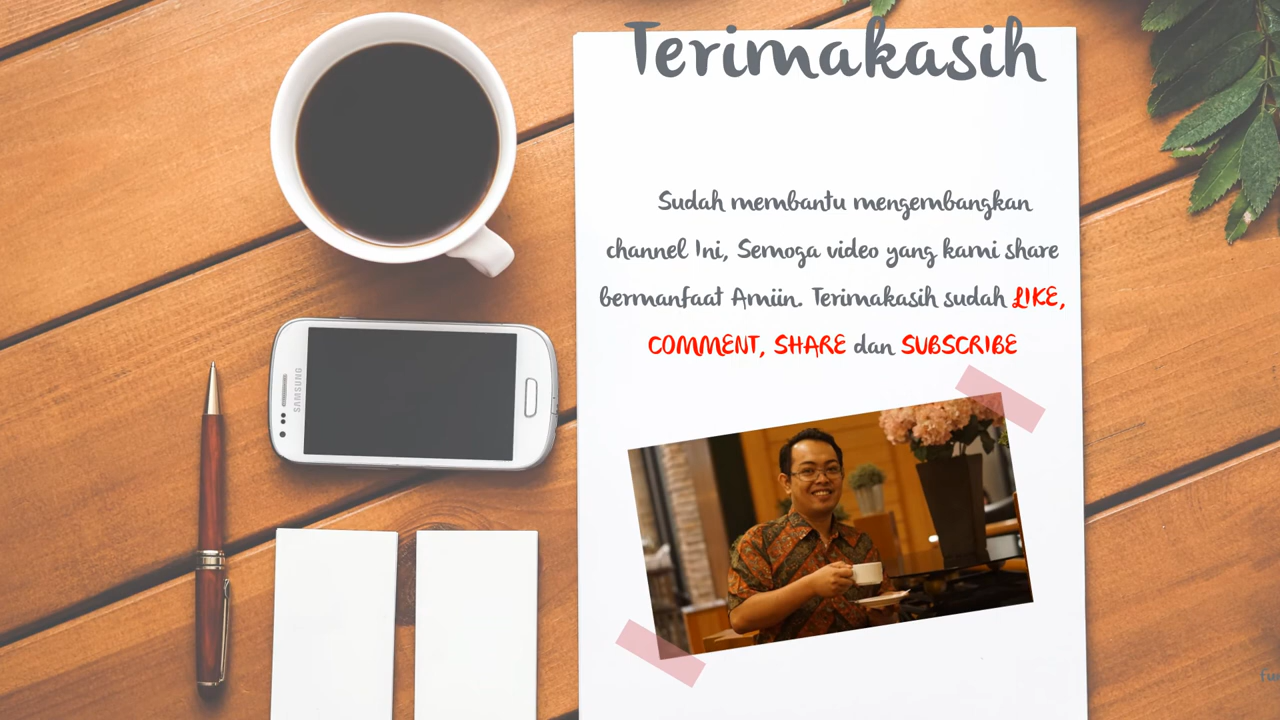 Terimakasih
Sudah membantu mengembangkan
channel Ini, Semoga video yang kami share
bermanfaat Amiin. Terimakasih sudah LIKE,
COMMENT, SHARE dan SUBSCRIBE
SAMSUNG